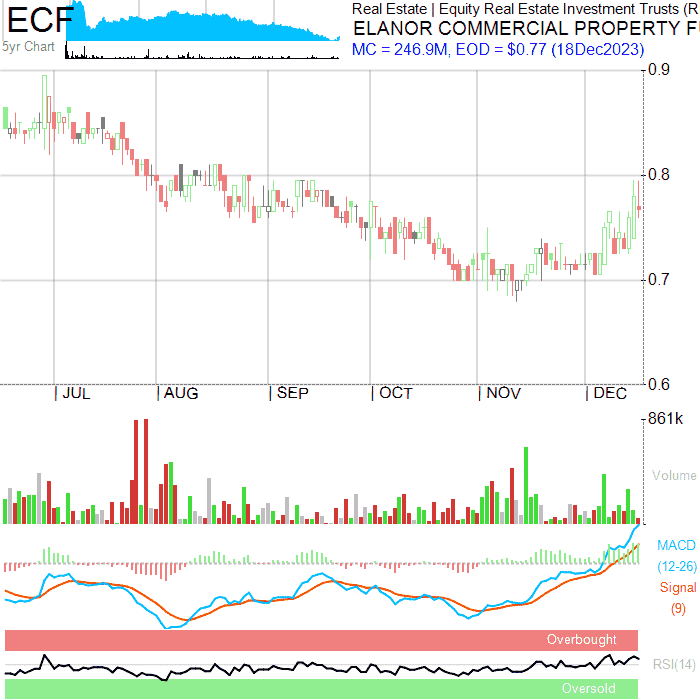 ECF
5yr Chart
Real Estate | Equity Real Estate Investment Trusts (R
ELANOR COMMERCIAL PROPERTY F
MC = 246.9M, EOD = $0.77 (18Dec2023)
0.9
0.8
0.7
0.6
JUL AUG SEP OCT NOV DEC
861k
Volume
MACD
(12-26)
Signal
(9)
Overbought
RSI(14)
Oversold